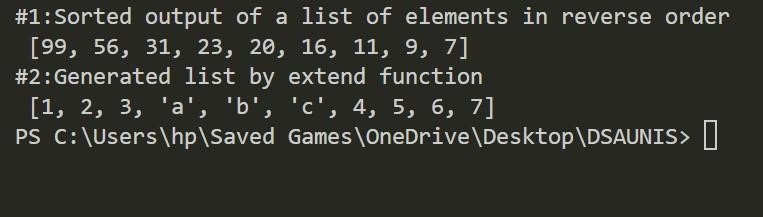 #1:Sorted output of a list of elements in reverse order
[99, 56, 31, 23, 20, 16, 11, 9, 7]
#2:Generated list by extend function
[1, 2, 3, 'a', 'b', 'c', 4, 5, 6, 7]
PS C:\Users\hp\Saved Games\OneDrive\Desktop\DSAUNIS>